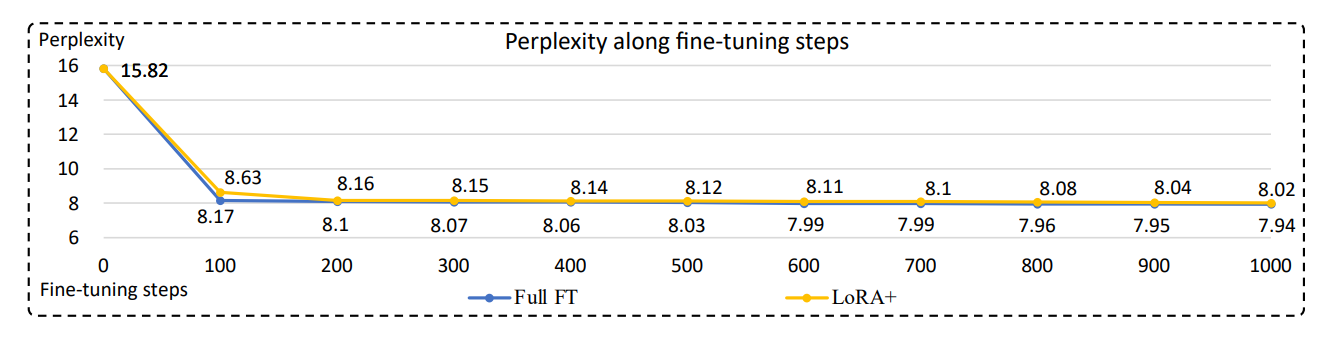 Perplexity
Perplexity along fine-tuning steps
16
15.82
14
12
10
8.63 8.16 8.15 8.14 8.12 8.11 8.1 8.08 8.04 8.02
8
8.17 8.1 8.07 8.06 8.03 7.99 7.99 7.96 7.95 7.94
6
0 100 200 300 400 500 600 700 800 900 1000
Fine-tuning steps
Full FT LoRA+